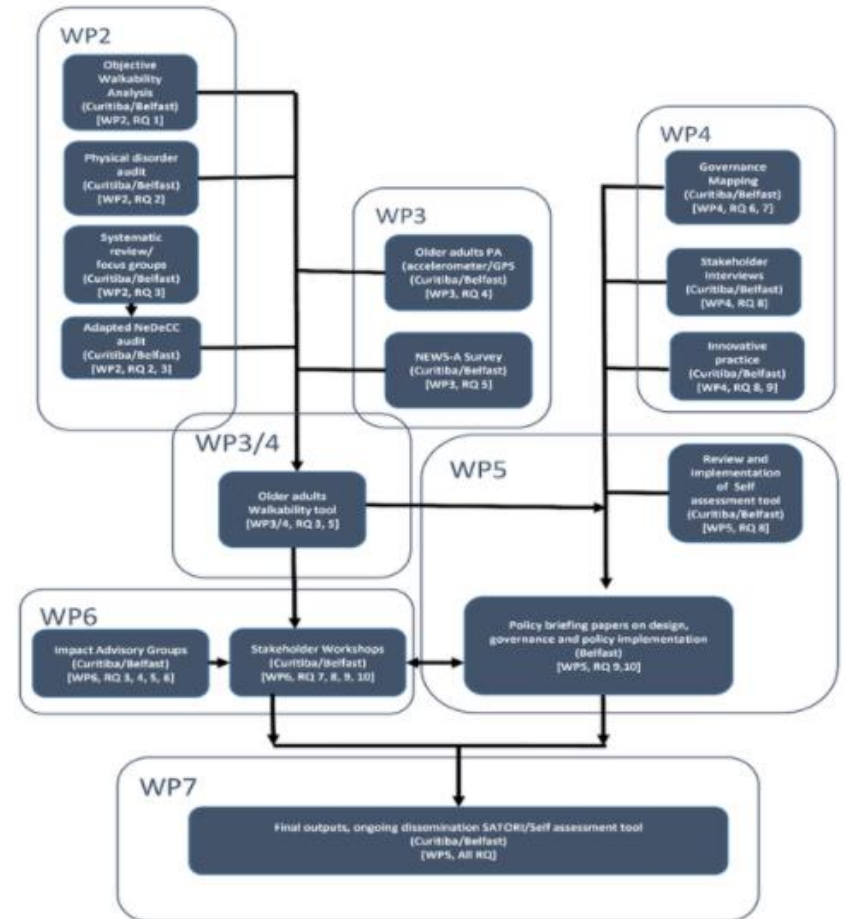 WP2
Objective
Walkability
Analysis
(Curitiba/Belfast)
[WP2, RQ 1]
Physical disorder
audit
(Curitiba/Belfast)
[WP2, RQ 2]
Systematic
review/
focus groups
(Curitiba/Belfast)
[WP2, RQ 3]
Adapted NeDeCC
audit
(Curitiba/Belfast)
[WP2, RQ 2, 3]
WP3
Older adults PA
(accelerometer/GPS
(Curitiba/Belfast)
[WP3, RQ 4]
NEWS-A Survey
(Curitiba/Belfast)
[WP3, RQ 5]
WP4
Governance
Mapping
(Curitiba/Belfast)
[WP4, RQ 6, 7]
Stakeholder
Interviews
(Curitiba/Belfast)
[WP4, RQ 8]
Innovative
practice
(Curitiba/Belfast)
[WP4, RQ 8, 9]
WP3/4
Older adults
Walkability tool
[WP3/4, RQ 3, 5]
WP5
Review and
Implementation
of Self
assessment tool
(Curitiba/Belfast)
[WP5, RQ 8]
Policy briefing papers on design,
governance and policy implementation
(Belfast)
[WP5, RQ 9,10]
WP6
Impact Advisory Groups
(Curitiba/Belfast)
[WP6, RQ 3, 4, 5, 6]
Stakeholder Workshops
(Curitiba/Belfast)
[WP6, RQ 7, 8, 9, 10]
WP7
Final outputs, ongoing dissemination SATORI/Self assessment tool
(Curitiba/Belfast)
[WP5, All RQ]